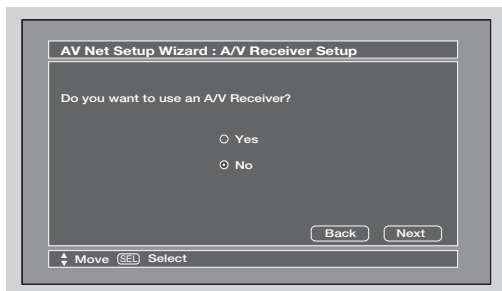 AV Net Setup Wizard : A/V Receiver Setup
Do you want to use an A/V Receiver?
Yes
No
Back Next
Move SEL Select